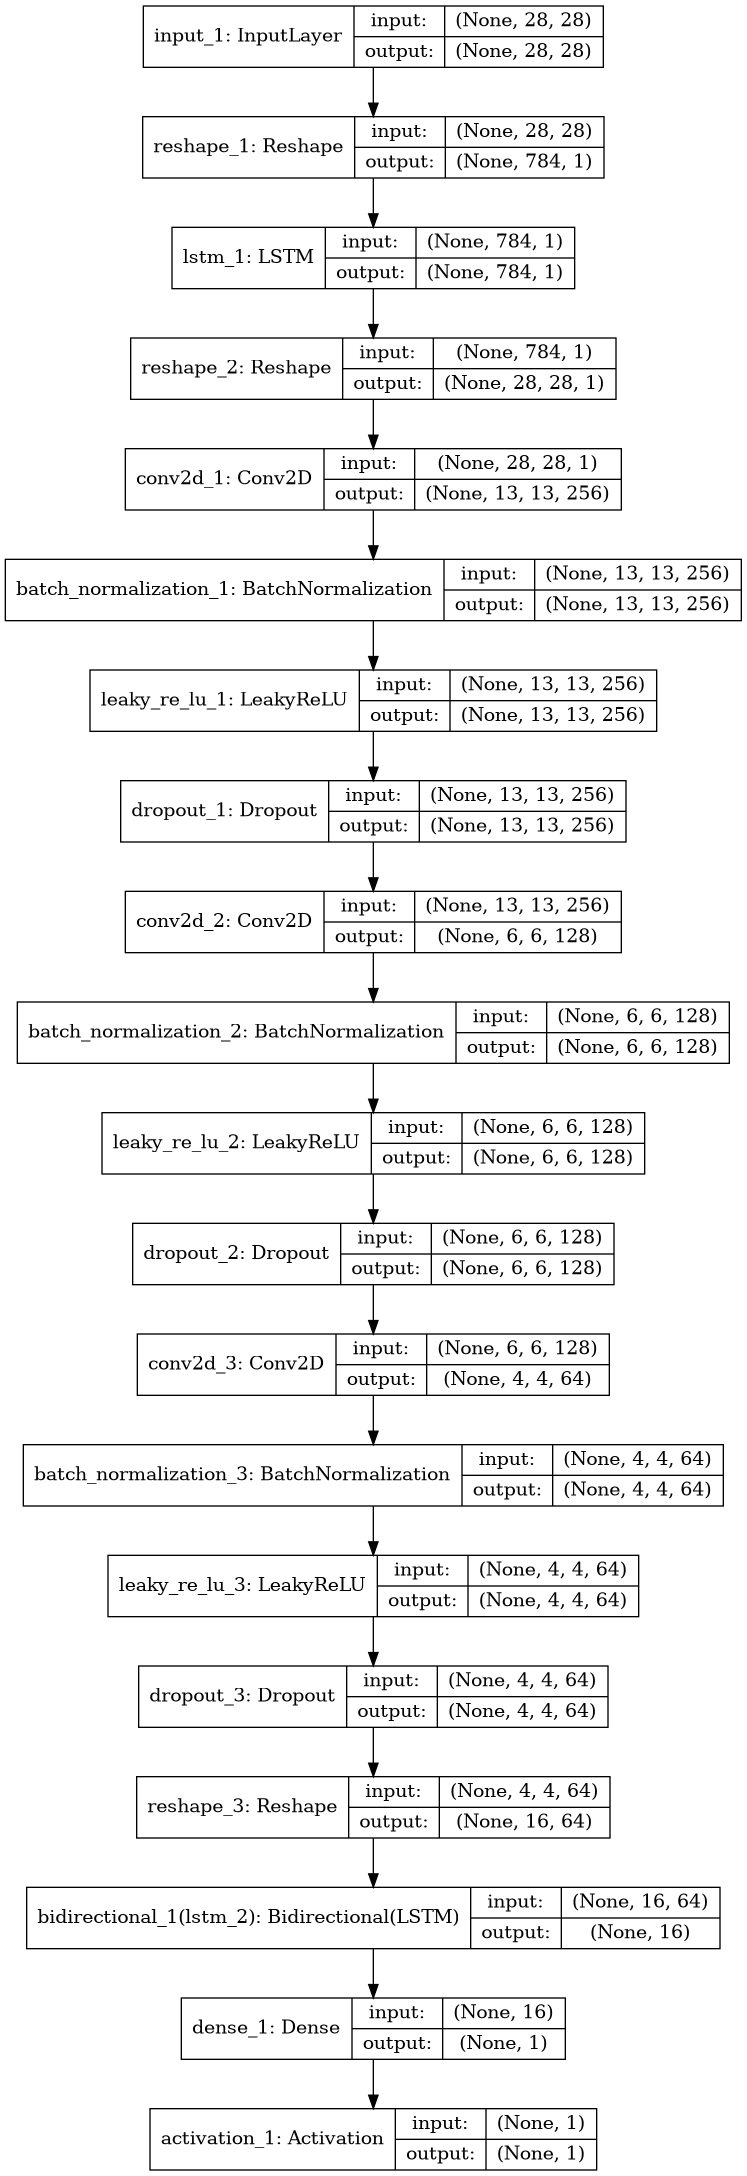 input_1: InputLayer input: (None, 28, 28)
output: (None, 28, 28)
reshape_1: Reshape input: (None, 28, 28)
output: (None, 784, 1)
lstm_1: LSTM input: (None, 784, 1)
output: (None, 784, 1)
reshape_2: Reshape input: (None, 784, 1)
output: (None, 28, 28, 1)
conv2d_1: Conv2D input: (None, 28, 28, 1)
output: (None, 13, 13, 256)
batch_normalization_1: BatchNormalization input: (None, 13, 13, 256)
output: (None, 13, 13, 256)
leaky_re_lu_1: LeakyReLU input: (None, 13, 13, 256)
output: (None, 13, 13, 256)
dropout_1: Dropout input: (None, 13, 13, 256)
output: (None, 13, 13, 256)
conv2d_2: Conv2D input: (None, 13, 13, 256)
output: (None, 6, 6, 128)
batch_normalization_2: BatchNormalization input: (None, 6, 6, 128)
output: (None, 6, 6, 128)
leaky_re_lu_2: LeakyReLU input: (None, 6, 6, 128)
output: (None, 6, 6, 128)
dropout_2: Dropout input: (None, 6, 6, 128)
output: (None, 6, 6, 128)
conv2d_3: Conv2D input: (None, 6, 6, 128)
output: (None, 4, 4, 64)
batch_normalization_3: BatchNormalization input: (None, 4, 4, 64)
output: (None, 4, 4, 64)
leaky_re_lu_3: LeakyReLU input: (None, 4, 4, 64)
output: (None, 4, 4, 64)
dropout_3: Dropout input: (None, 4, 4, 64)
output: (None, 4, 4, 64)
reshape_3: Reshape input: (None, 4, 4, 64)
output: (None, 16, 64)
bidirectional_1(lstm_2): Bidirectional(LSTM) input: (None, 16, 64)
output: (None, 16)
dense_1: Dense input: (None, 16)
output: (None, 1)
activation_1: Activation input: (None, 1)
output: (None, 1)